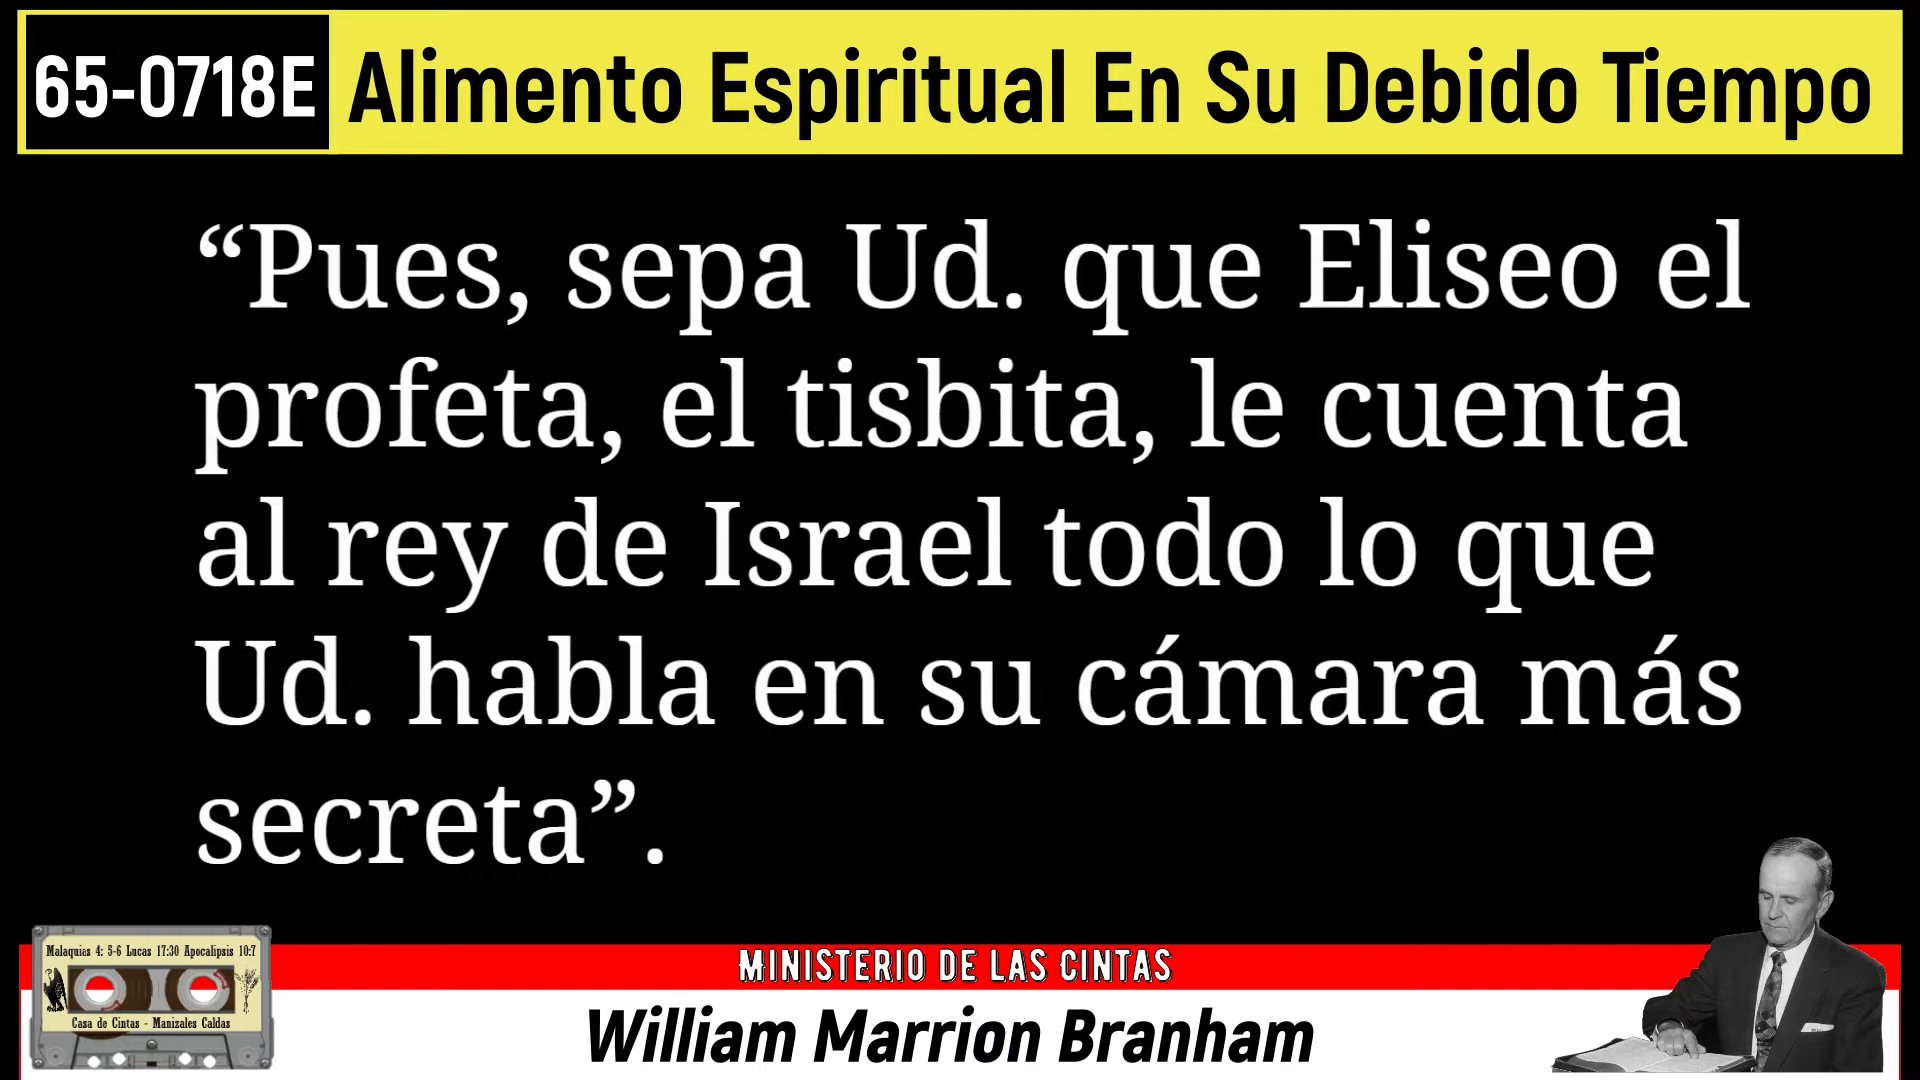 65-0718E Alimento Espiritual En Su Debido Tiempo
“Pues, sepa Ud. que Eliseo el
profeta, el tisbita, le cuenta
al rey de Israel todo lo que
Ud. habla en su cámara más
secreta”.
Malaquias 4: 5-6 Lucas 17:30 Apocalipsis 10:7
Casa de Cintas - Manizales Caldas
MINISTERIO DE LAS CINTAS
William Marrion Branham